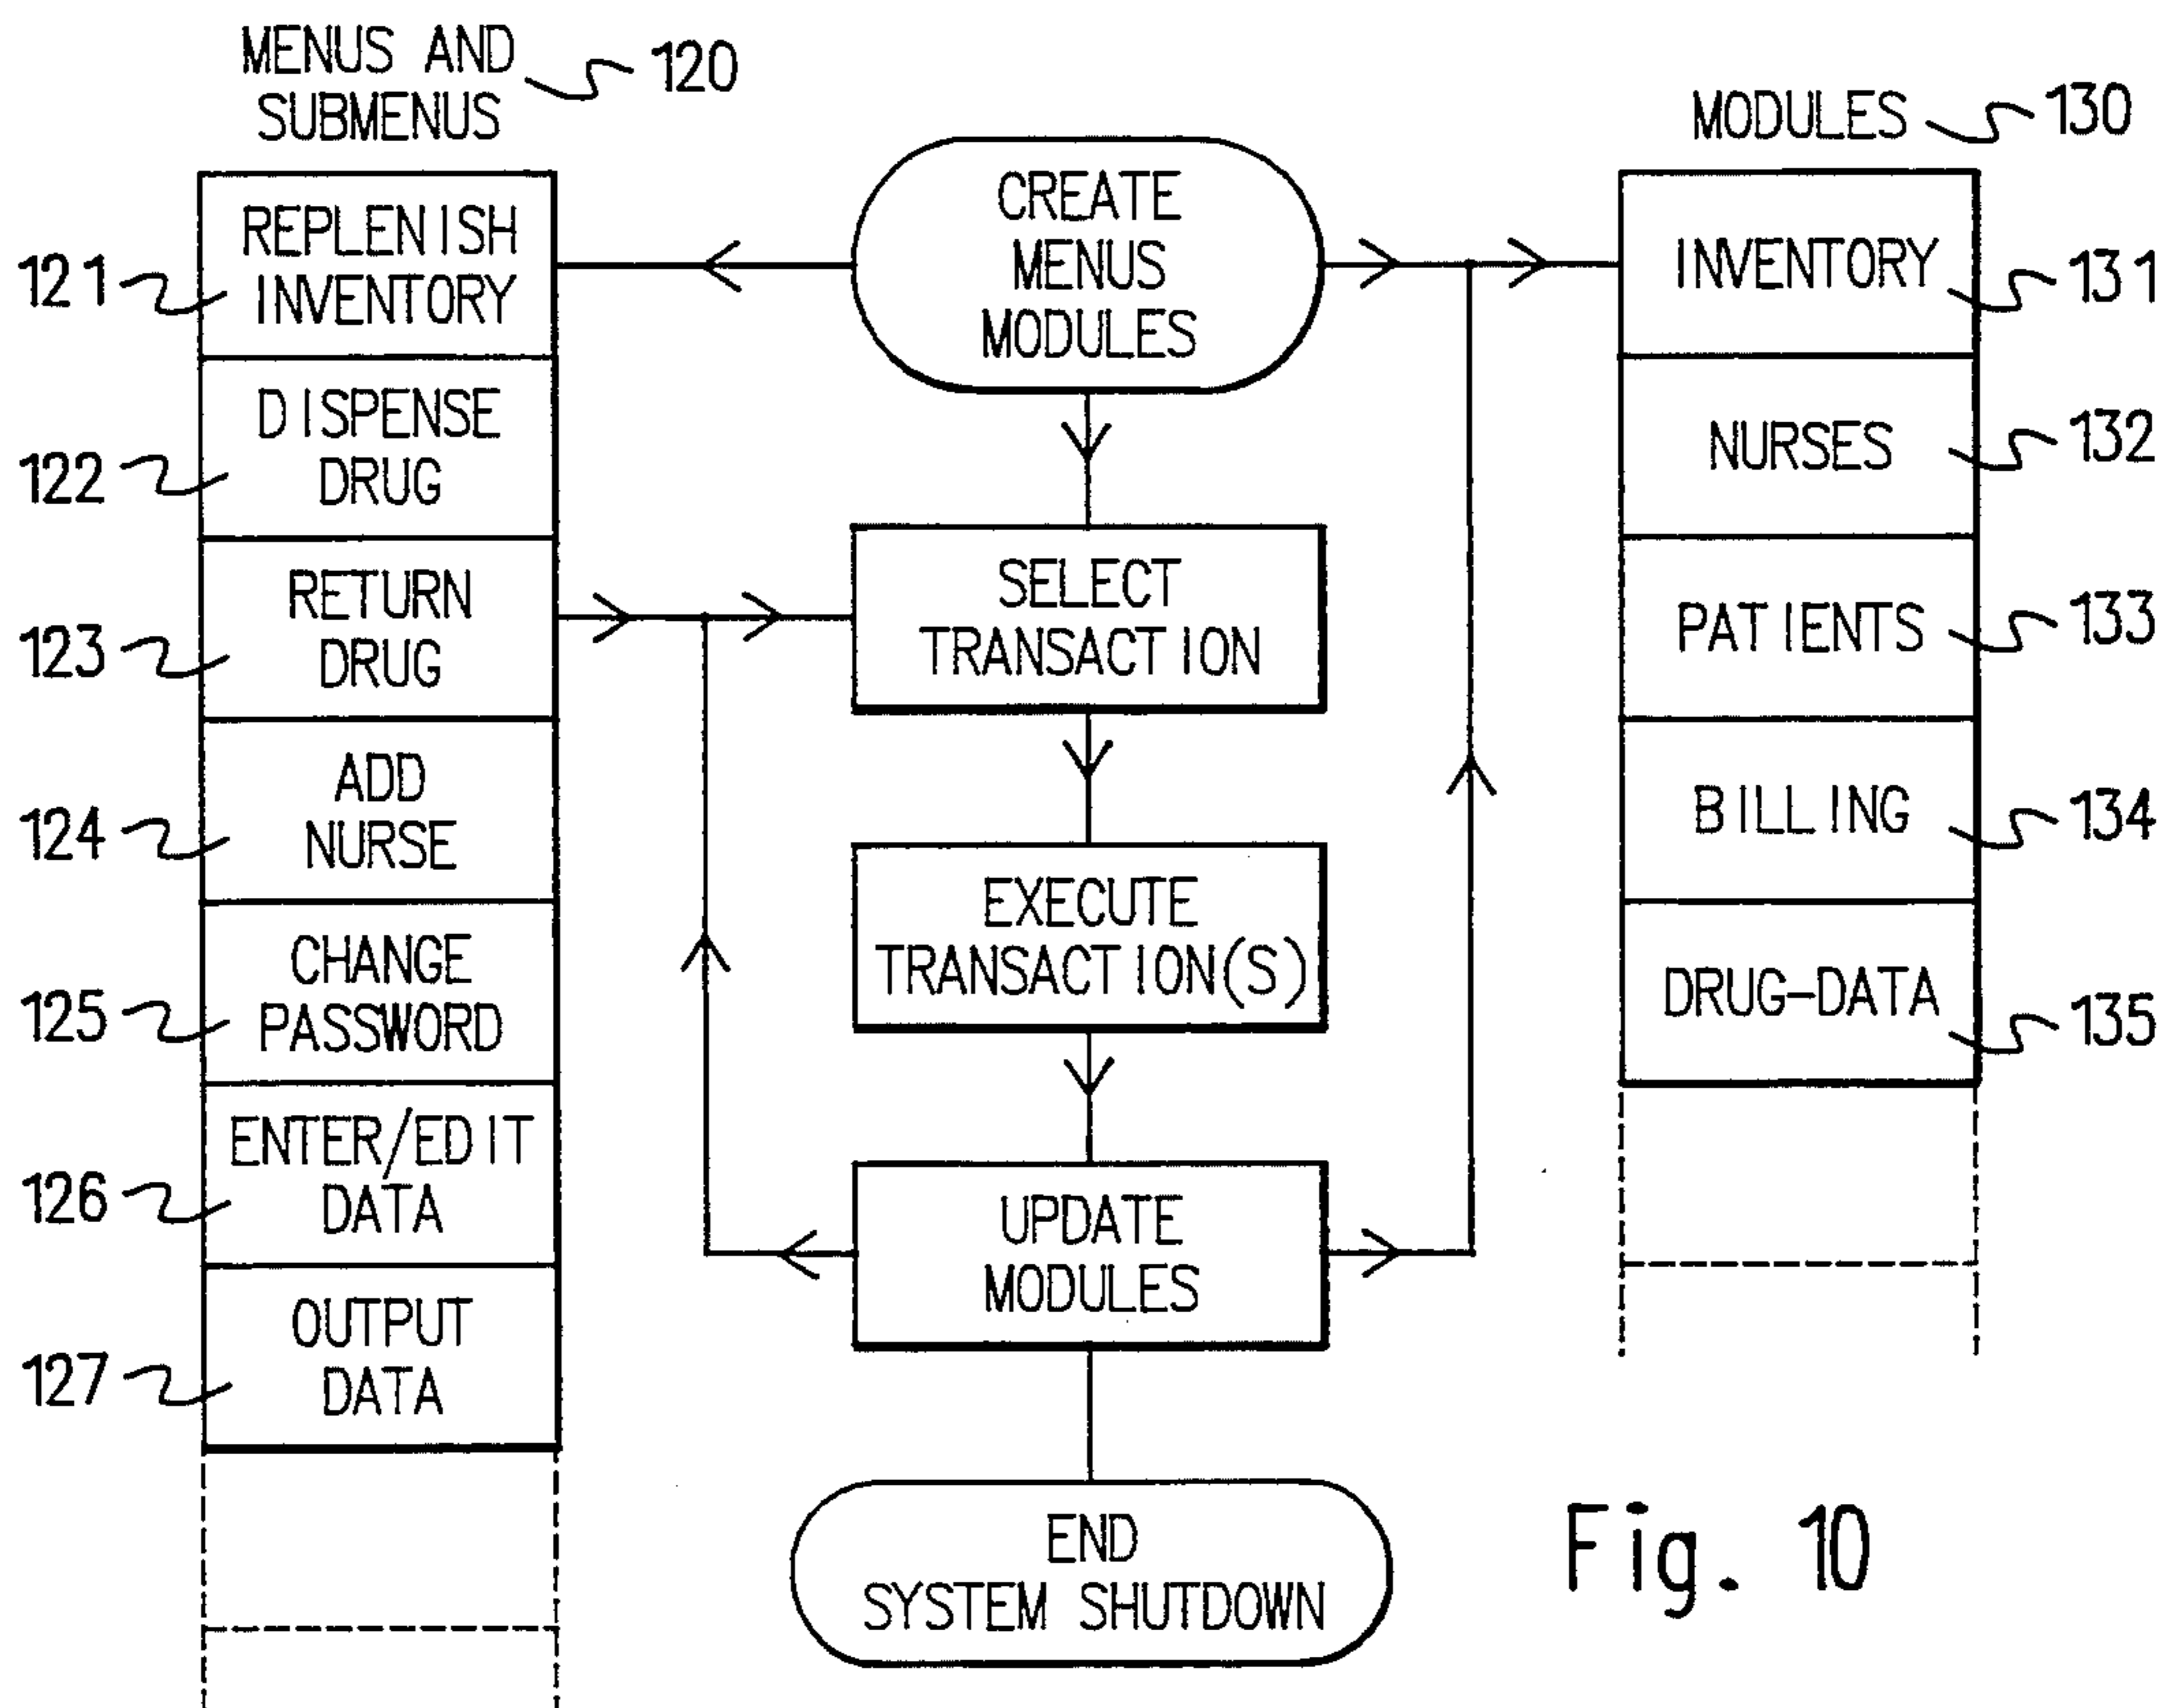 MENUS AND
SUBMENUS
120
REPLENISH
INVENTORY
121
DISPENSE
DRUG
122
RETURN
DRUG
123
ADD
NURSE
124
CHANGE
PASSWORD
125
ENTER/EDIT
DATA
126
OUTPUT
DATA
127
CREATE
MENUS
MODULES
SELECT
TRANSACTION
EXECUTE
TRANSACTION(S)
UPDATE
MODULES
END
SYSTEM SHUTDOWN
MODULES
130
INVENTORY
131
NURSES
132
PATIENTS
133
BILLING
134
DRUG-DATA
135
Fig. 10